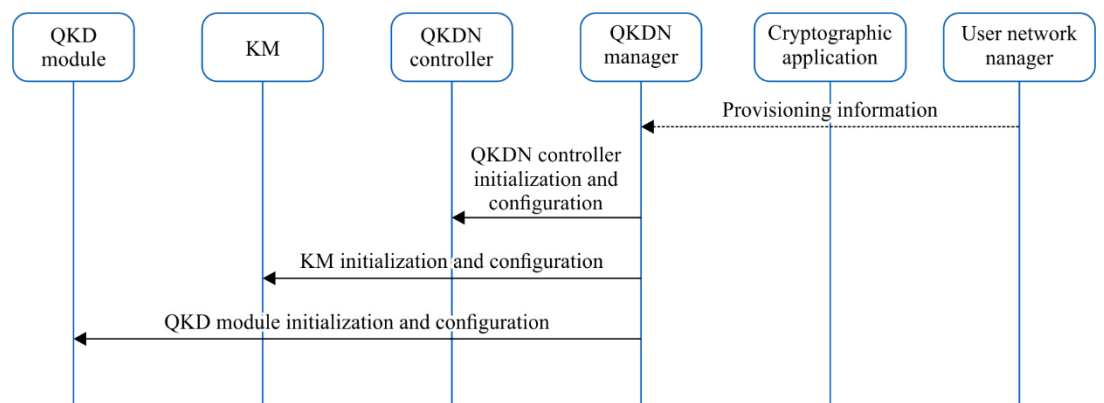 QKD
module
KM
QKDN
controller
QKDN
manager
Cryptographic
application
User network
nanager
Provisioning information
QKDN controller
initialization and
configuration
KM initialization and configuration
QKD module initialization and configuration